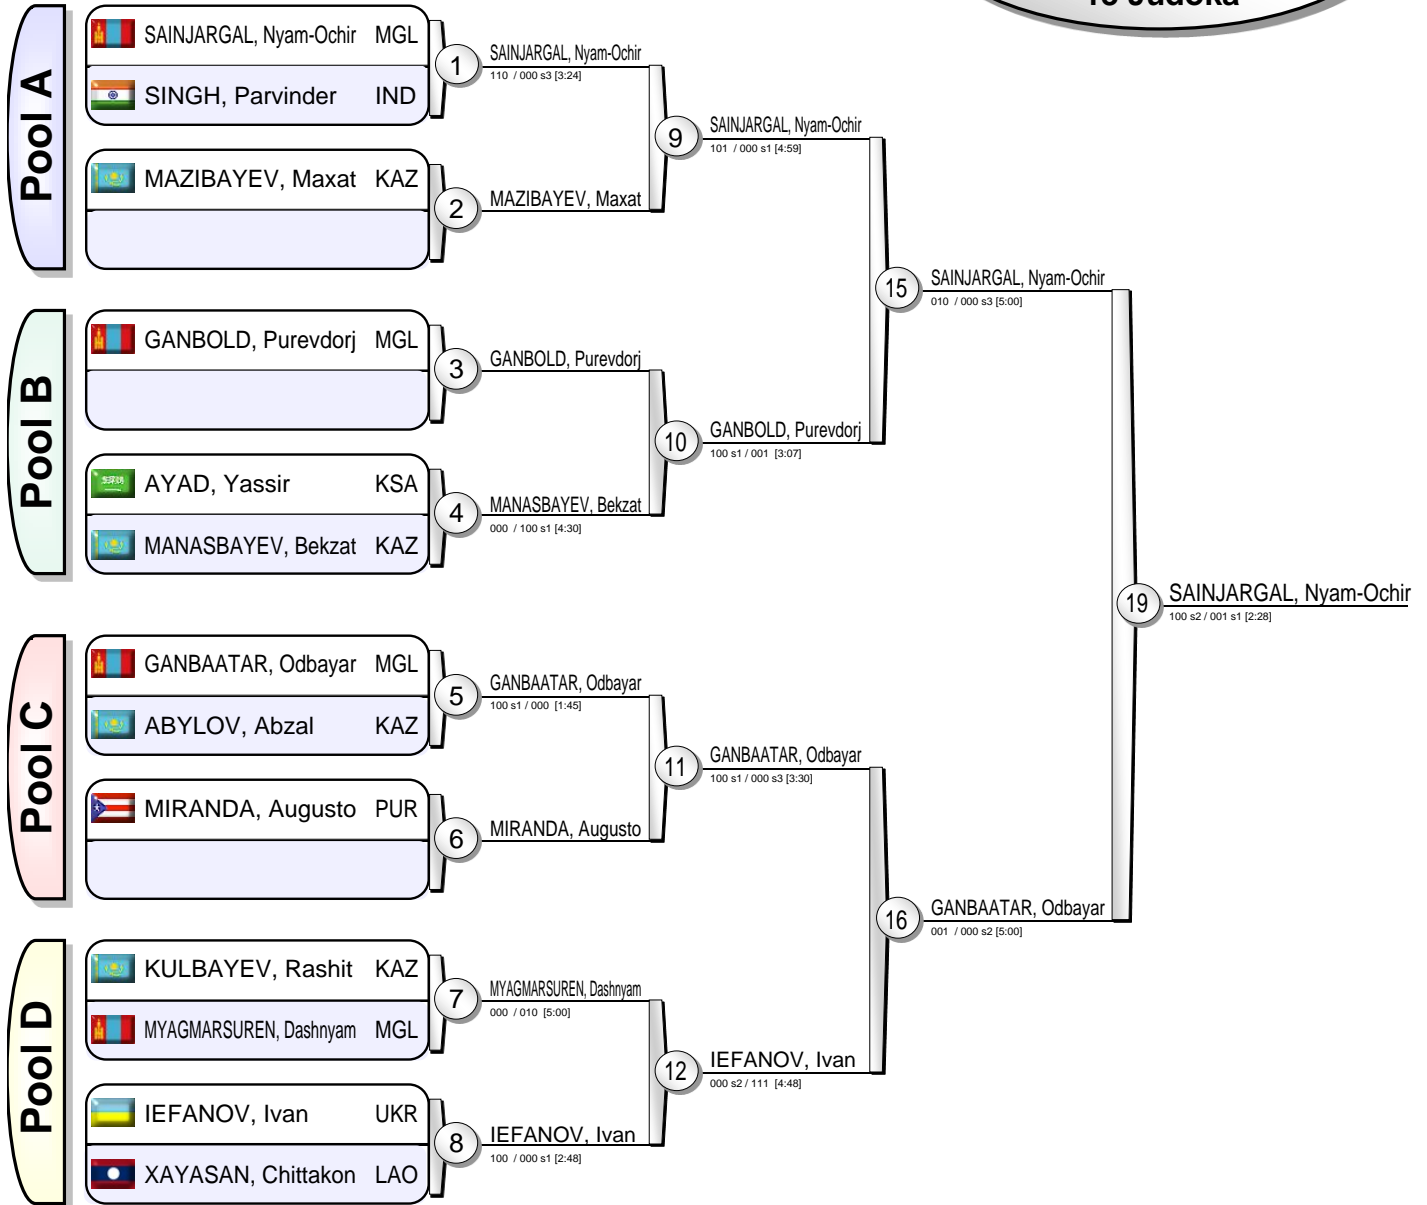 13 Judoka
Pool A
SAINJARGAL, Nyam-Ochir MGL
SINGH, Parvinder IND
MAZIBAYEV, Maxat KAZ
1
SAINJARGAL, Nyam-Ochir
110 / 000 s3 [3:24]
2
MAZIBAYEV, Maxat
9
SAINJARGAL, Nyam-Ochir
101 / 000 s1 [4:59]
Pool B
GANBOLD, Purevdorj MGL
AYAD, Yassir KSA
MANASBAYEV, Bekzat KAZ
3
GANBOLD, Purevdorj
4
MANASBAYEV, Bekzat
000 / 100 s1 [4:30]
10
GANBOLD, Purevdorj
100 s1 / 001 [3:07]
15
SAINJARGAL, Nyam-Ochir
010 / 000 s3 [5:00]
Pool C
GANBAATAR, Odbayar MGL
ABYLOV, Abzal KAZ
MIRANDA, Augusto PUR
5
GANBAATAR, Odbayar
100 s1 / 000 [1:45]
6
MIRANDA, Augusto
11
GANBAATAR, Odbayar
100 s1 / 000 s3 [3:30]
Pool D
KULBAYEV, Rashit KAZ
MYAGMARSUREN, Dashnyam MGL
IEFANOV, Ivan UKR
XAYASAN, Chittakon LAO
7
MYAGMARSUREN, Dashnyam
000 / 010 [5:00]
8
IEFANOV, Ivan
100 / 000 s1 [2:48]
12
IEFANOV, Ivan
000 s2 / 111 [4:48]
16
GANBAATAR, Odbayar
001 / 000 s2 [5:00]
19
SAINJARGAL, Nyam-Ochir
100 s2 / 001 s1 [2:28]